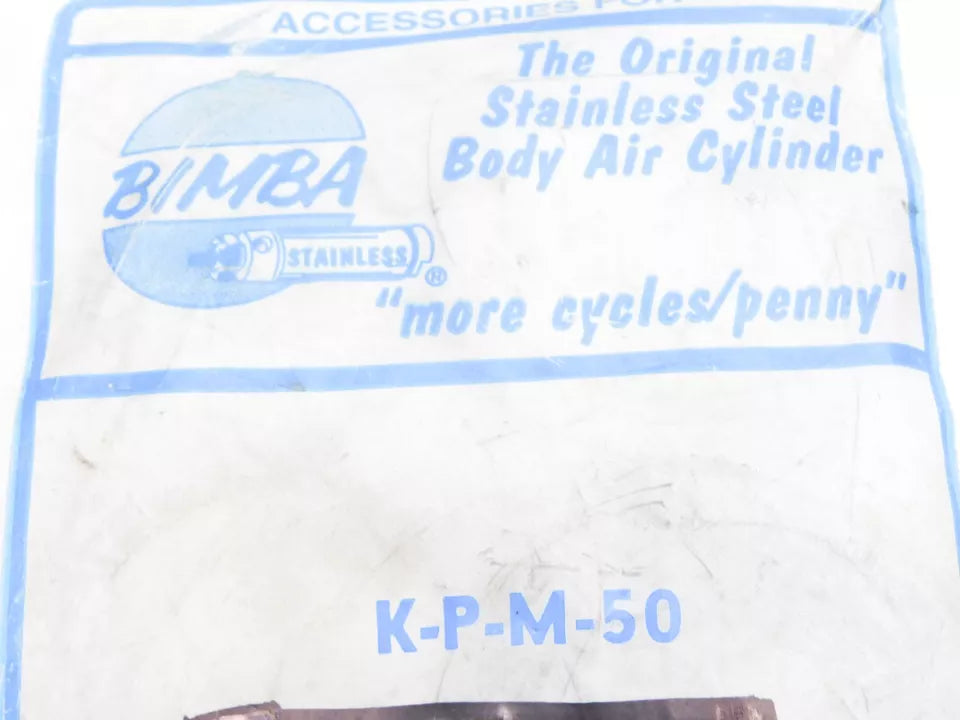 ACCESSORIES FOR
The Original
Stainless Steel
Body Air Cylinder
BIMBA
STAINLESS
®
"more cycles/penny"
K-P-M-50